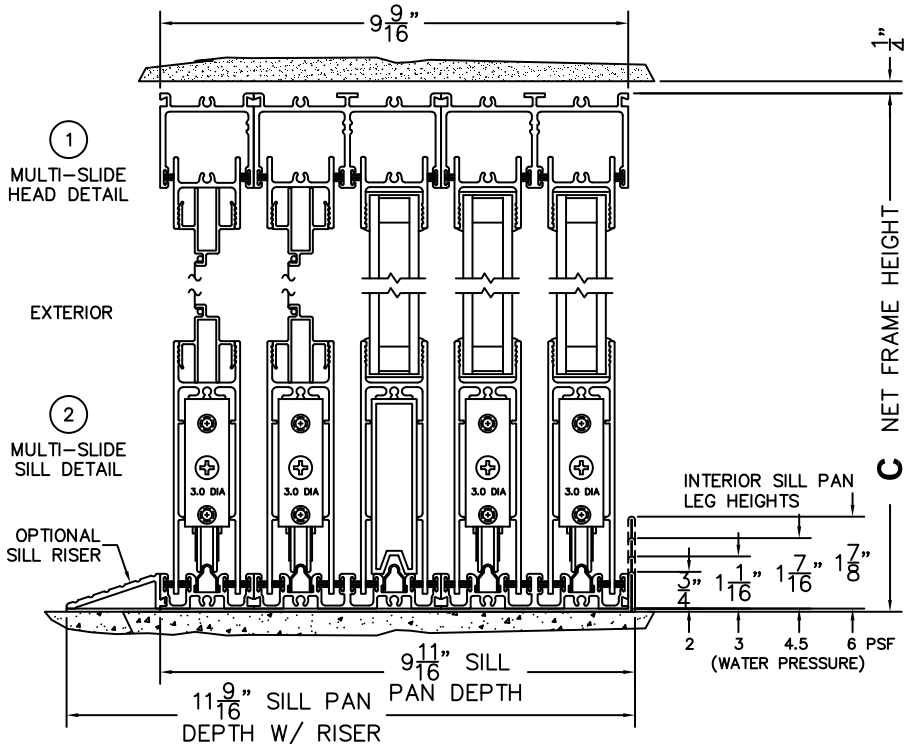 9 9/16"
1/4"
1
MULTI-SLIDE
HEAD DETAIL
EXTERIOR
NET FRAME HEIGHT
C
2
MULTI-SLIDE
SILL DETAIL
3.0 DIA
3.0 DIA
3.0 DIA
3.0 DIA
INTERIOR SILL PAN
LEG HEIGHTS
OPTIONAL
SILL RISER
3/4"
1 1/16"
1 7/16"
1 7/8"
2
3
4.5
6 PSF
(WATER PRESSURE)
9 11/16" SILL
PAN DEPTH
11 9/16" SILL PAN
DEPTH W/ RISER